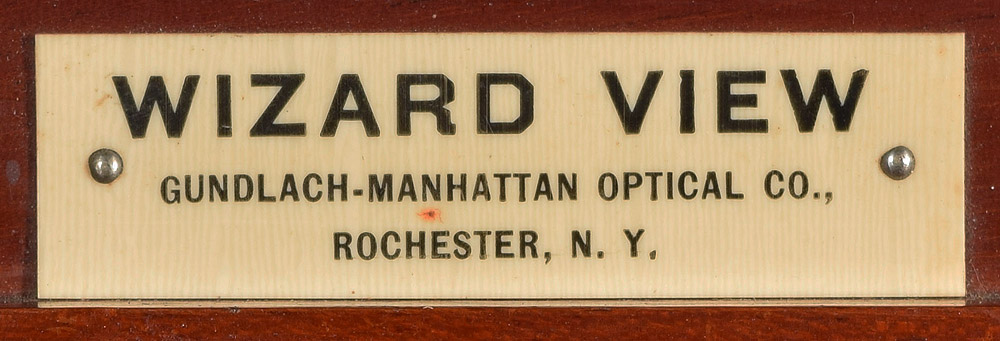 WIZARD VIEW
GUNDLACH-MANHATTAN OPTICAL CO.,
ROCHESTER, N. Y.